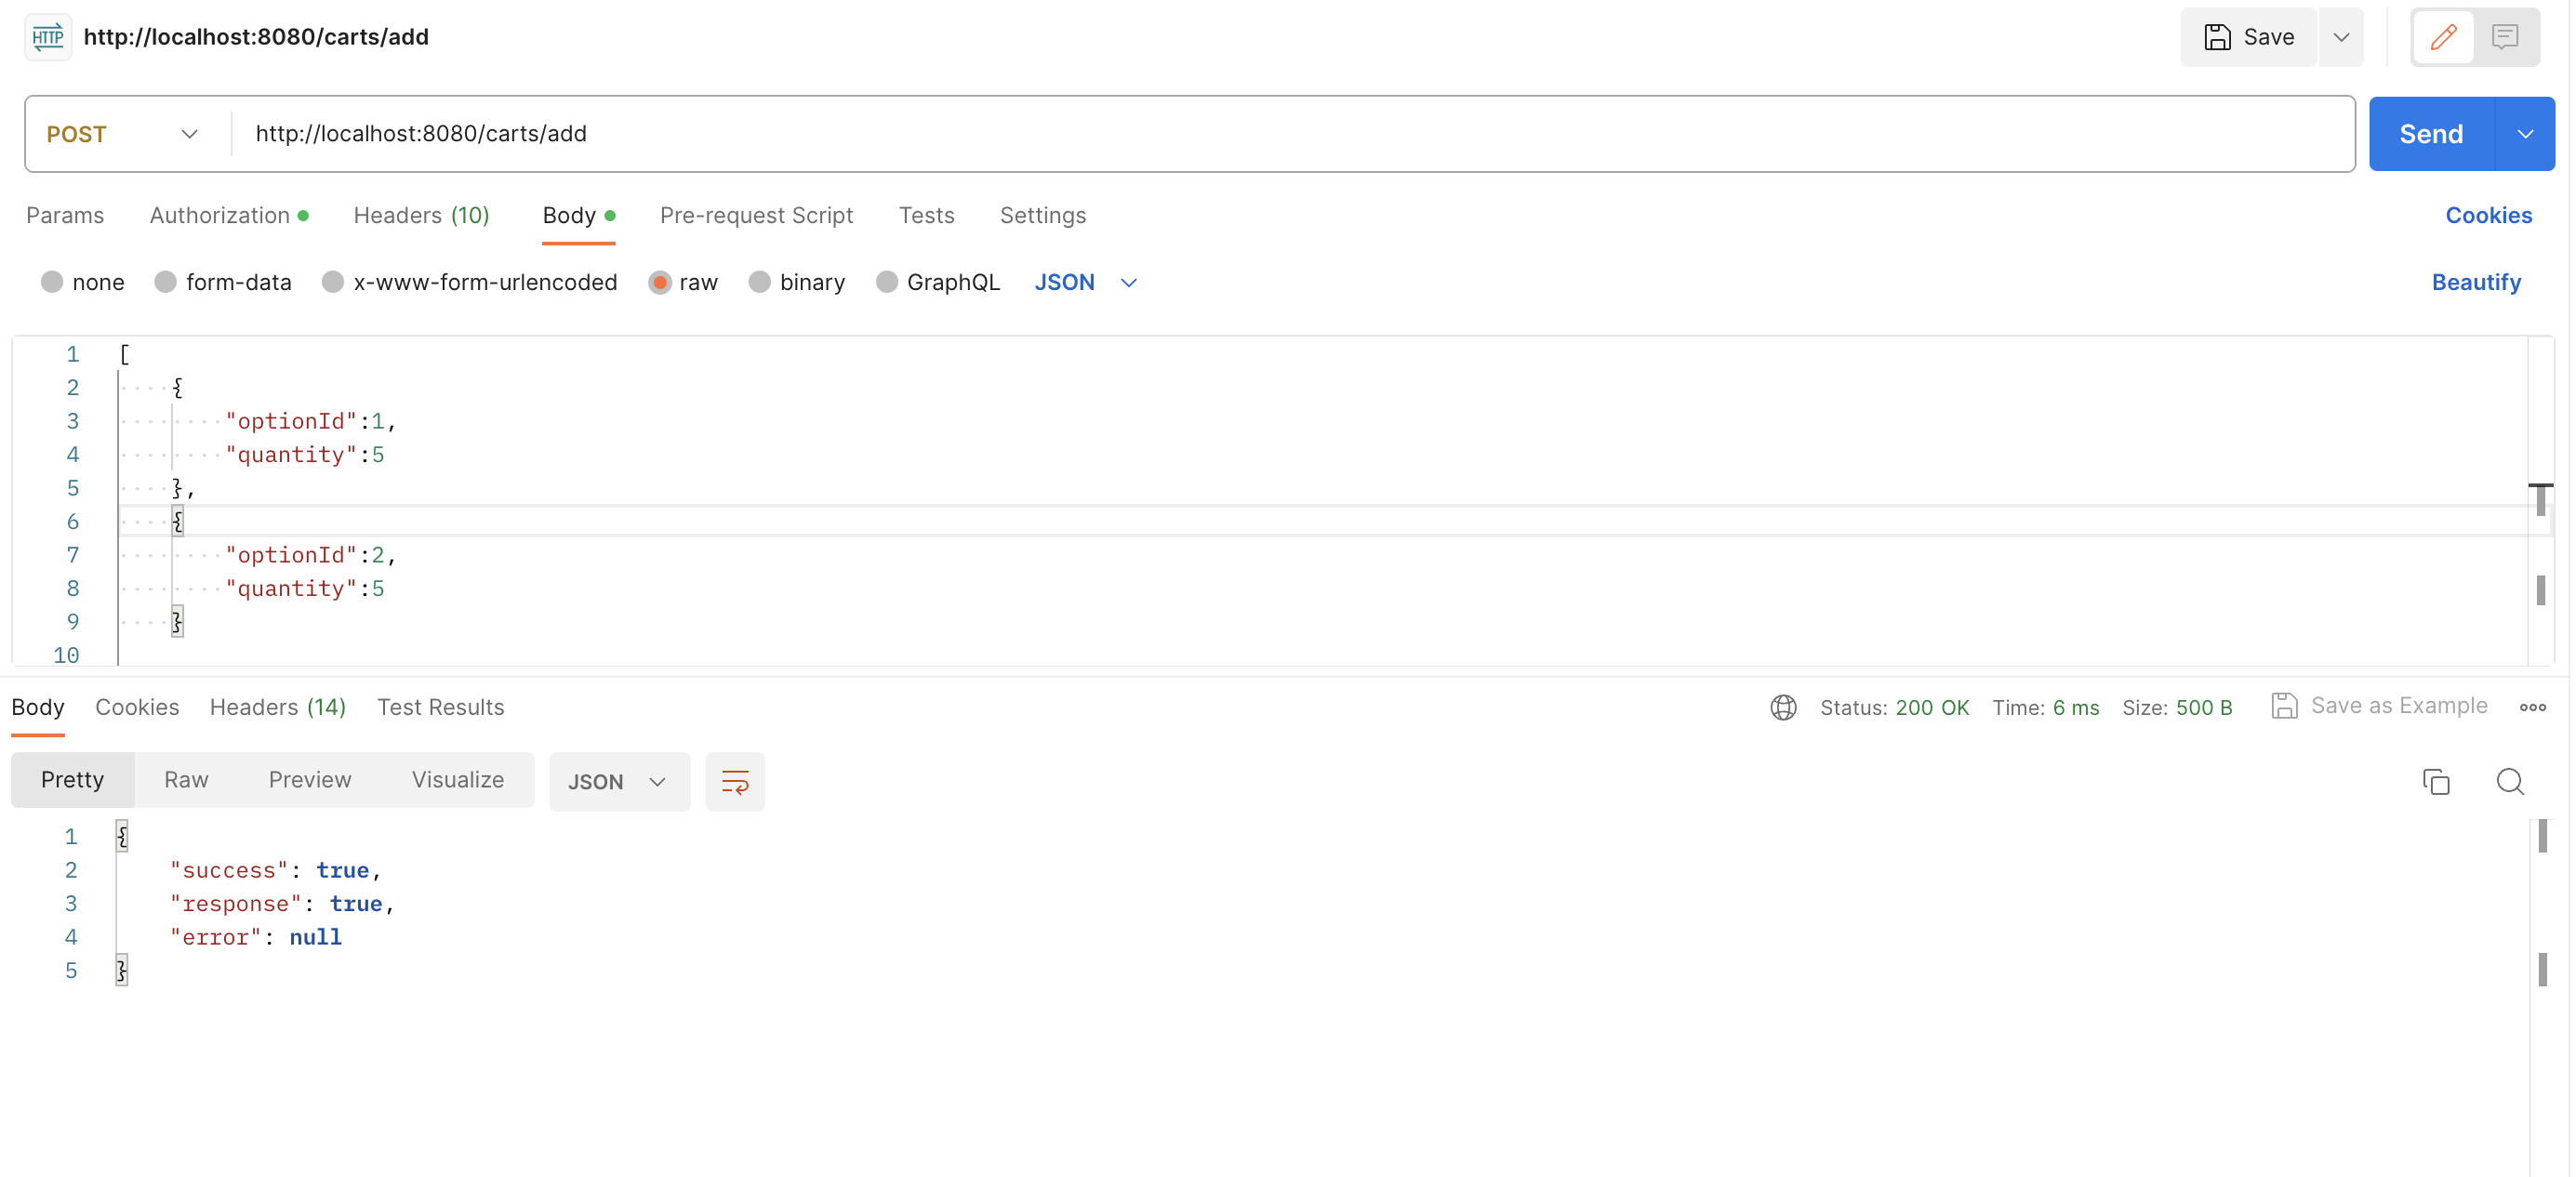 HTTP http://localhost:8080/carts/add Save
POST http://localhost:8080/carts/add Send
Params Authorization Headers (10) Body Pre-request Script Tests Settings Cookies
none form-data x-www-form-urlencoded raw binary GraphQL JSON Beautify
1 [
2 {
3 "optionId":1,
4 "quantity":5
5 },
6 {
7 "optionId":2,
8 "quantity":5
9 }
10
Body Cookies Headers (14) Test Results Status: 200 OK Time: 6 ms Size: 500 B Save as Example
Pretty Raw Preview Visualize JSON
1 {
2 "success": true,
3 "response": true,
4 "error": null
5 }